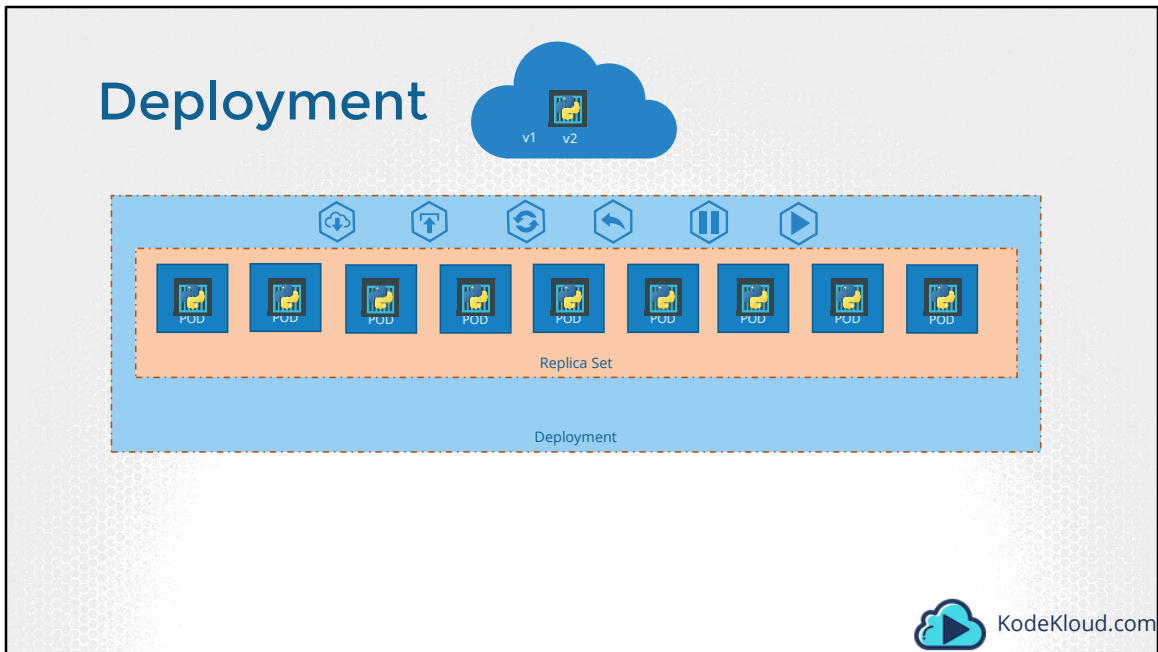 Deployment
v1 v2
POD POD POD POD POD POD POD POD POD
Replica Set
Deployment
KodeKloud.com